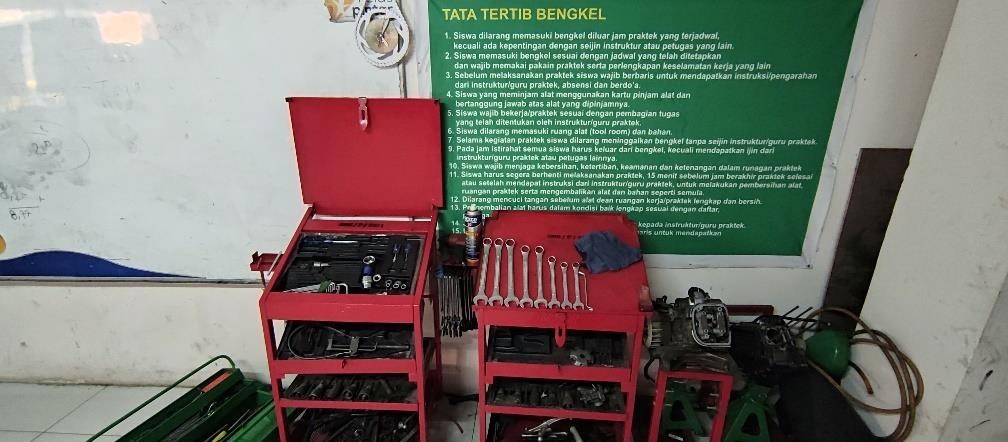 TATA TERTIB BENGKEL
1. Siswa dilarang memasuki bengkel diluar jam praktek yang terjadwal,
kecuali ada kepentingan dengan seijin instruktur atau petugas yang lain.
2. Siswa memasuki bengkel sesuai dengan jadwal yang telah ditetapkan
dan wajib memakai pakain praktek serta perlengkapan keselamatan kerja yang lain
3. Sebelum melaksanakan praktek siswa wajib berbaris untuk mendapatkan instruksi/pengarahan
dari instruktur/guru praktek, absensi dan berdo'a.
4. Siswa yang meminjam alat menggunakan kartu pinjam alat dan
bertanggung jawab atas alat yang dipinjamnya.
5. Siswa wajib bekerja/praktek sesuai dengan pembagian tugas
yang telah ditentukan oleh instruktur/guru praktek.
6. Siswa dilarang memasuki ruang alat (tool room) dan bahan.
7. Selama kegiatan praktek siswa dilarang meninggalkan bengkel tanpa seijin instruktur/guru praktek.
9. Pada jam istirahat semua siswa harus keluar dari bengkel, kecuali mendapatkan ijin dari
instruktur/guru praktek atau petugas lainnya.
10. Siswa wajib menjaga kebersihan, ketertiban, keamanan dan ketenangan dalam runagan praktek
11. Siswa harus segera berhenti melaksanakan praktek, 15 menit sebelum jam berakhir praktek selesai
atau setelah mendapat instruksi dari instruktur/guru praktek, untuk melakukan pembersihan alat,
ruangan praktek serta mengembalikan alat dan bahan seperti semula.
12. Dilarang mencuci tangan sebelum alat dean ruangan kerja/praktek lengkap dan bersih.
13. Pengembalian alat harus dalam kondisi baik lengkap sesuai dengan daftar,
14. kepada instruktur/guru praktek.
15. untuk mendapatkan